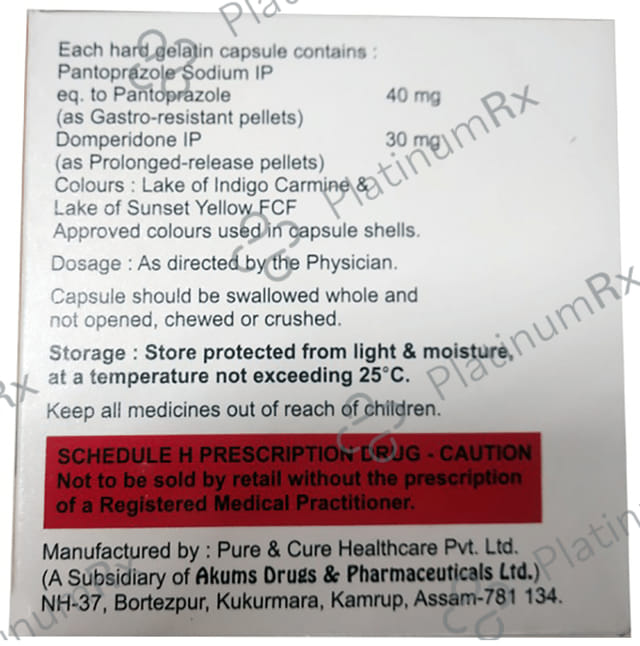 Each hard gelatin capsule contains :
Pantoprazole Sodium IP
eq. to Pantoprazole 40 mg
(as Gastro-resistant pellets)
Domperidone IP 30 mg
(as Prolonged-release pellets)
Colours : Lake of Indigo Carmine &
Lake of Sunset Yellow FCF
Approved colours used in capsule shells.
Dosage : As directed by the Physician.
Capsule should be swallowed whole and
not opened, chewed or crushed.
Storage : Store protected from light & moisture,
at a temperature not exceeding 25°C.
Keep all medicines out of reach of children.
SCHEDULE H PRESCRIPTION DRUG - CAUTION
Not to be sold by retail without the prescription
of a Registered Medical Practitioner.
Manufactured by : Pure & Cure Healthcare Pvt. Ltd.
(A Subsidiary of Akums Drugs & Pharmaceuticals Ltd.)
NH-37, Bortezpur, Kukurmara, Kamrup, Assam-781 134.
PlatinumRx
PlatinumRx
PlatinumRx
Rx
Platin
inumRx